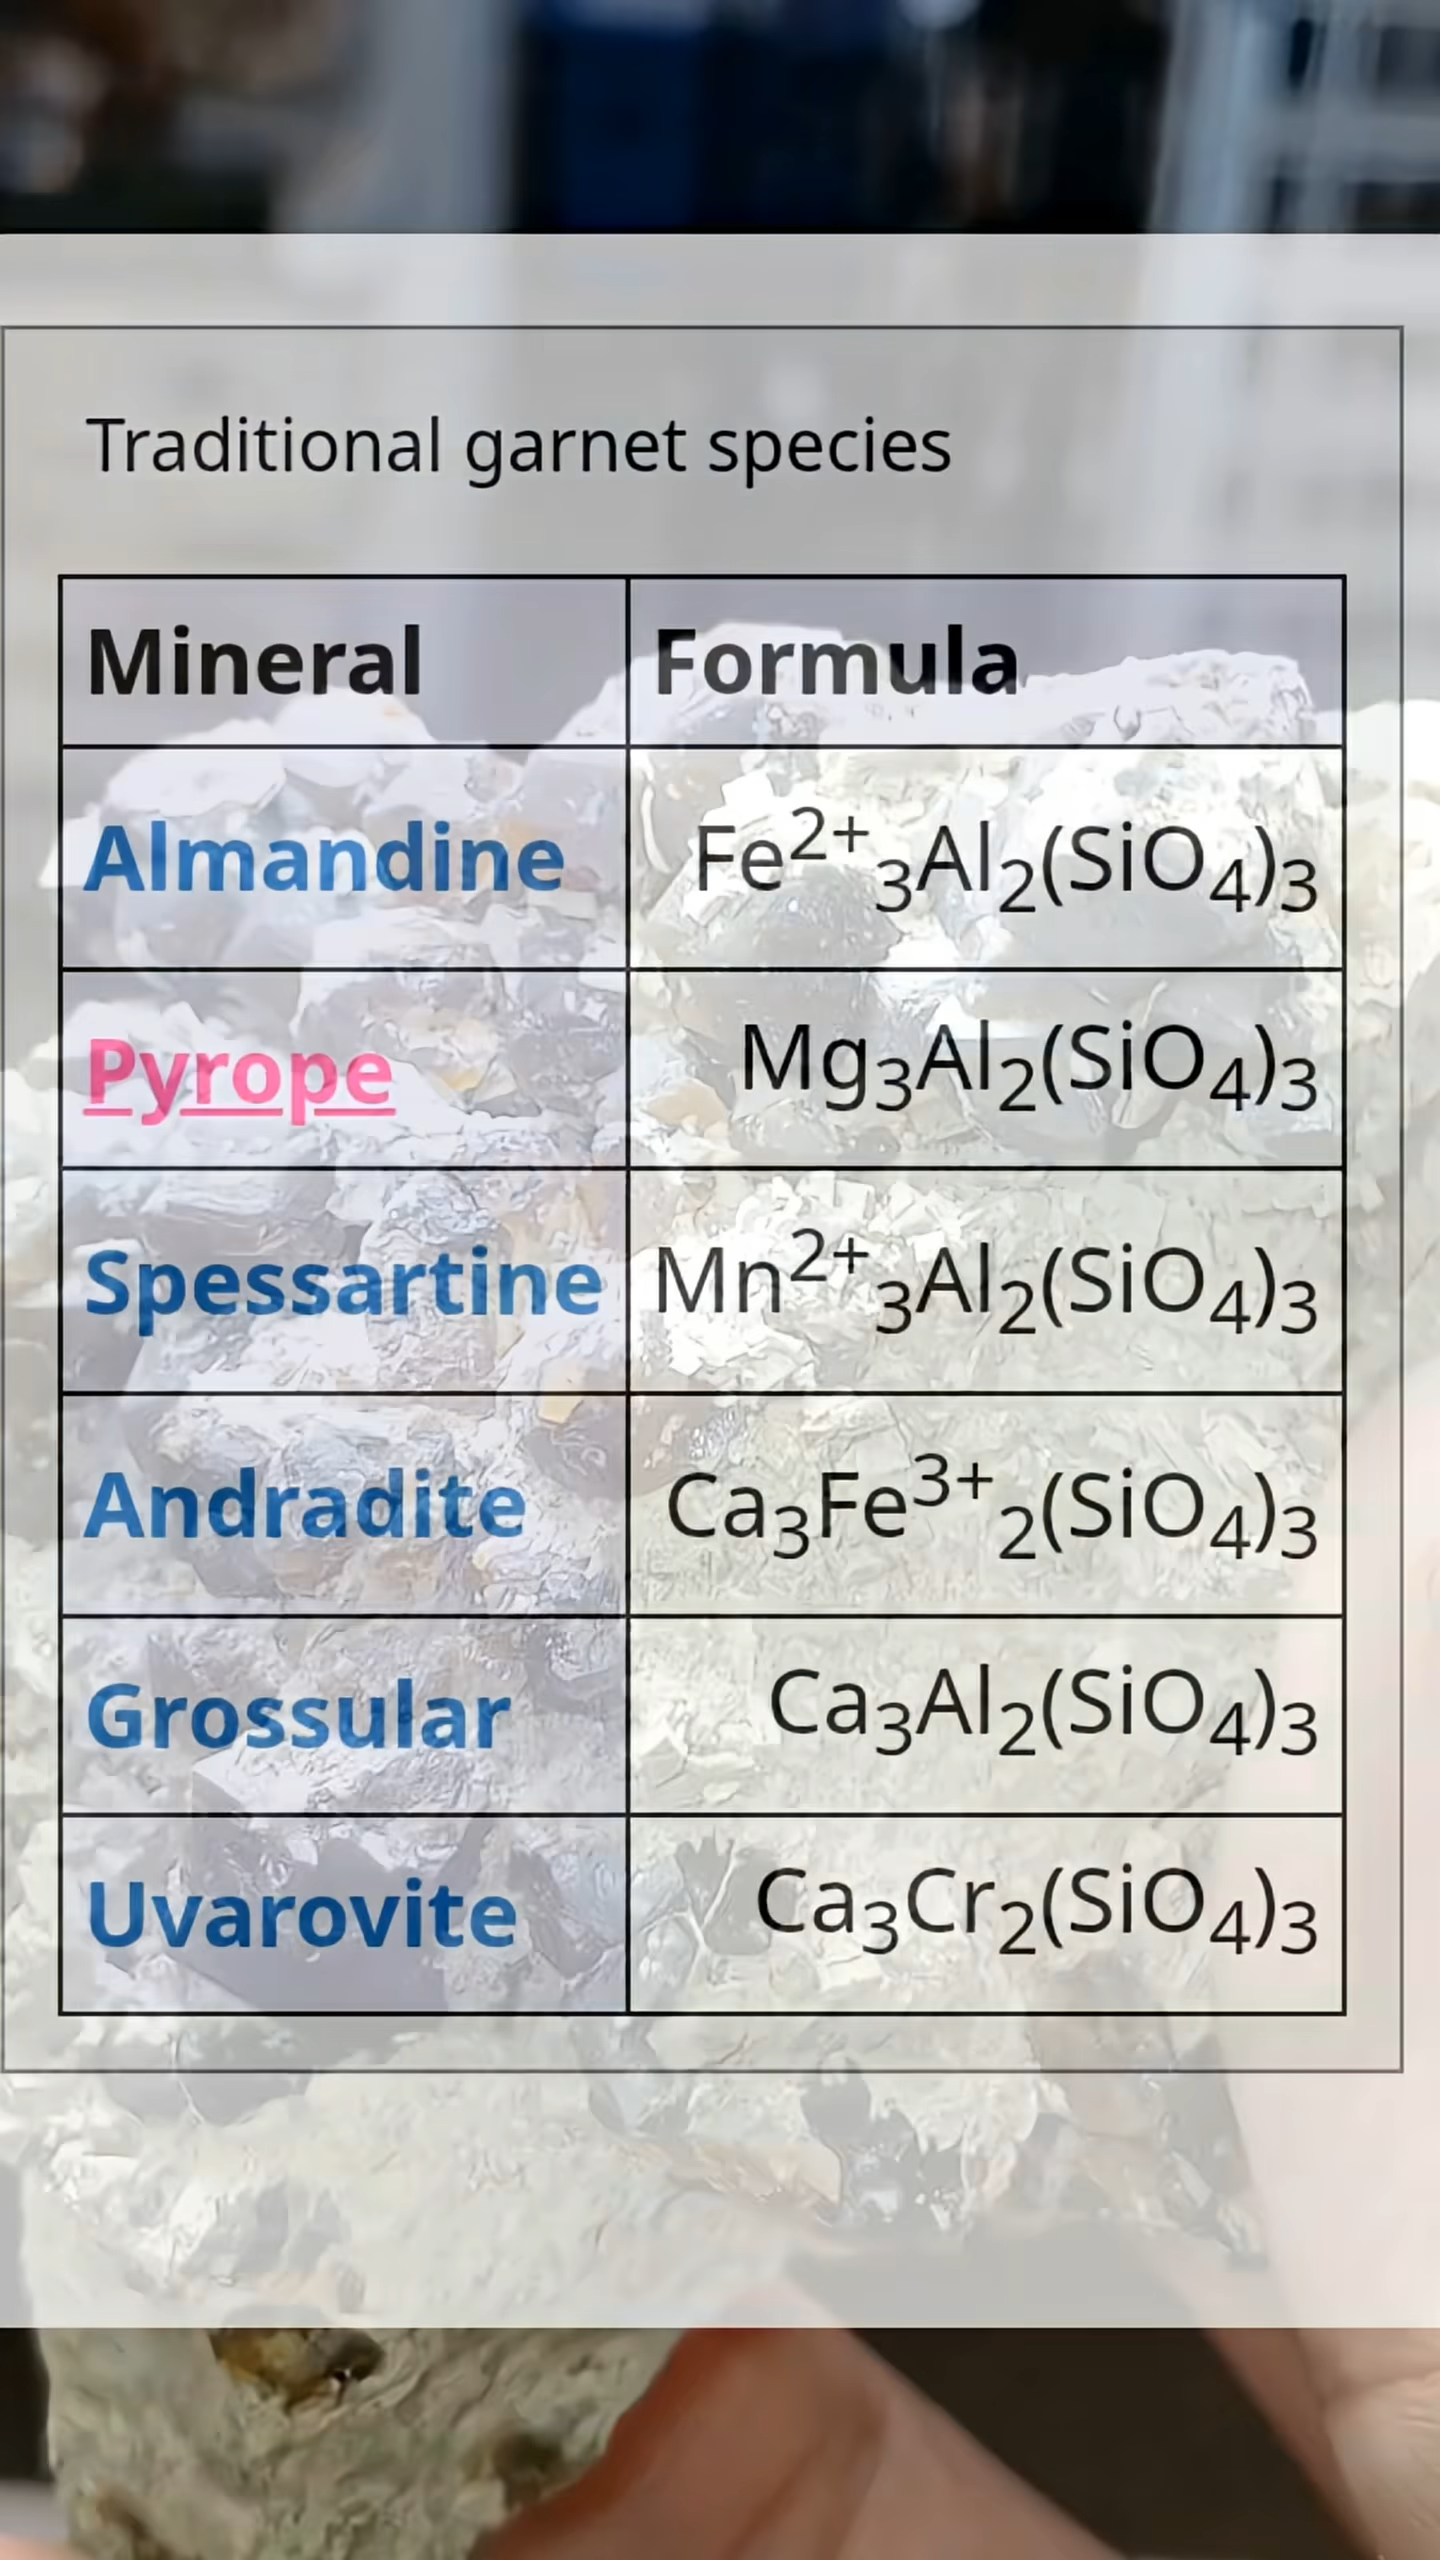 Traditional garnet species
Mineral Formula
Almandine Fe²⁺₃Al₂(SiO₄)₃
Pyrope Mg₃Al₂(SiO₄)₃
Spessartine Mn²⁺₃Al₂(SiO₄)₃
Andradite Ca₃Fe³⁺₂(SiO₄)₃
Grossular Ca₃Al₂(SiO₄)₃
Uvarovite Ca₃Cr₂(SiO₄)₃